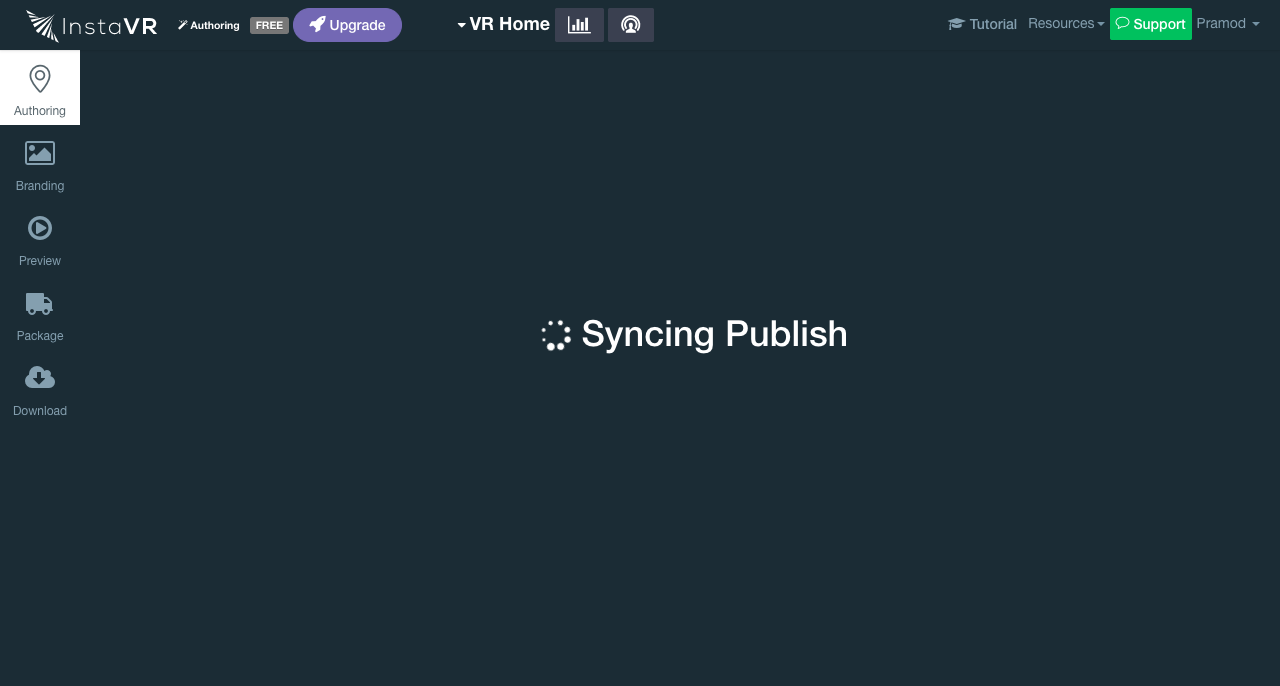 InstaVR Authoring FREE Upgrade VR Home Tutorial Resources Support Pramod
Authoring
Branding
Preview
Package
Download
Syncing Publish